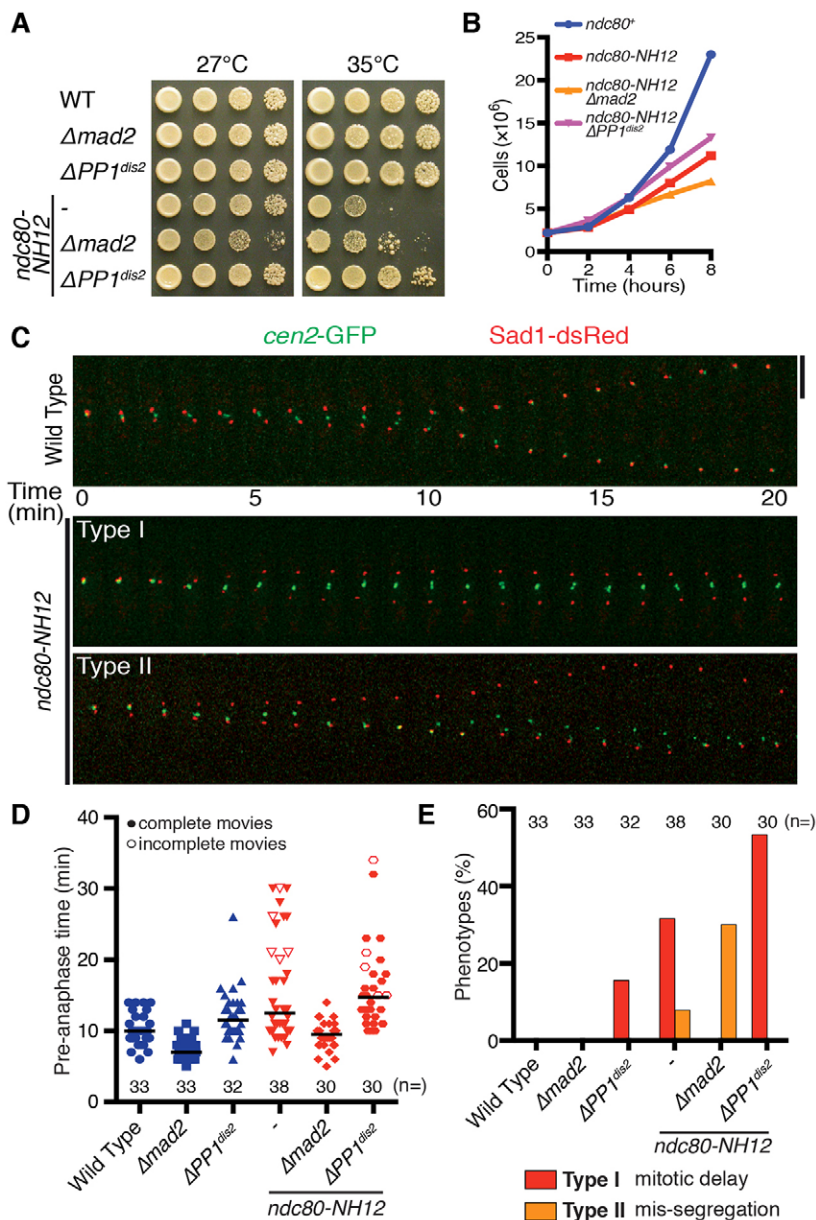 A
27°C 35°C
WT
Δmad2
ΔPP1dis2
-
Δmad2
ΔPP1dis2
ndc80-
NH12
B
25
20
15
10
5
0
Cells (×10⁶)
0 2 4 6 8
Time (hours)
ndc80+
ndc80-NH12
ndc80-NH12
Δmad2
ndc80-NH12
ΔPP1dis2
C
cen2-GFP Sad1-dsRed
Wild Type
Time
(min)
0 5 10 15 20
Type I
Type II
ndc80-NH12
D
40
30
20
10
0
Pre-anaphase time (min)
complete movies
incomplete movies
33 33 32 38 30 30 (n=)
Wild Type Δmad2 ΔPP1dis2 - Δmad2 ΔPP1dis2
ndc80-NH12
E
60
40
20
0
Phenotypes (%)
33 33 32 38 30 30 (n=)
Wild Type Δmad2 ΔPP1dis2 - Δmad2 ΔPP1dis2
ndc80-NH12
Type I mitotic delay
Type II mis-segregation